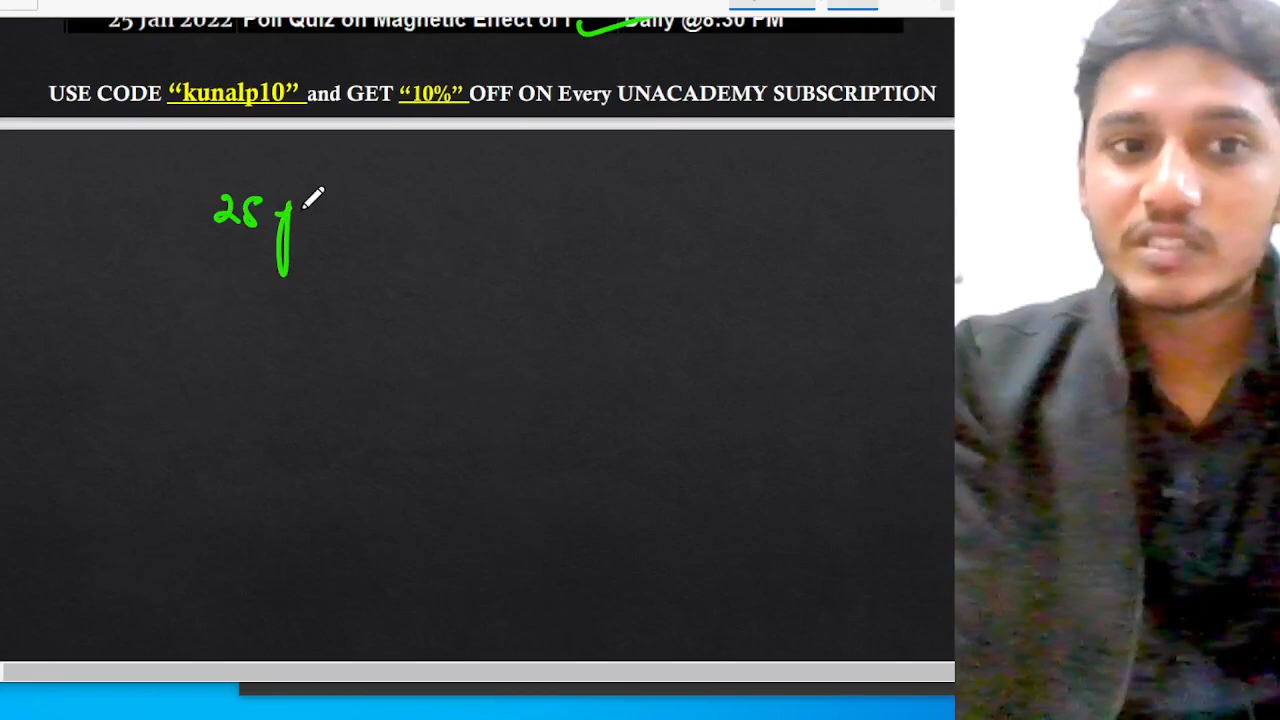 25 Jan 2022 Poll Quiz on Magnetic Effect of I Daily @8:30 PM
USE CODE “kunalp10” and GET “10%” OFF ON Every UNACADEMY SUBSCRIPTION